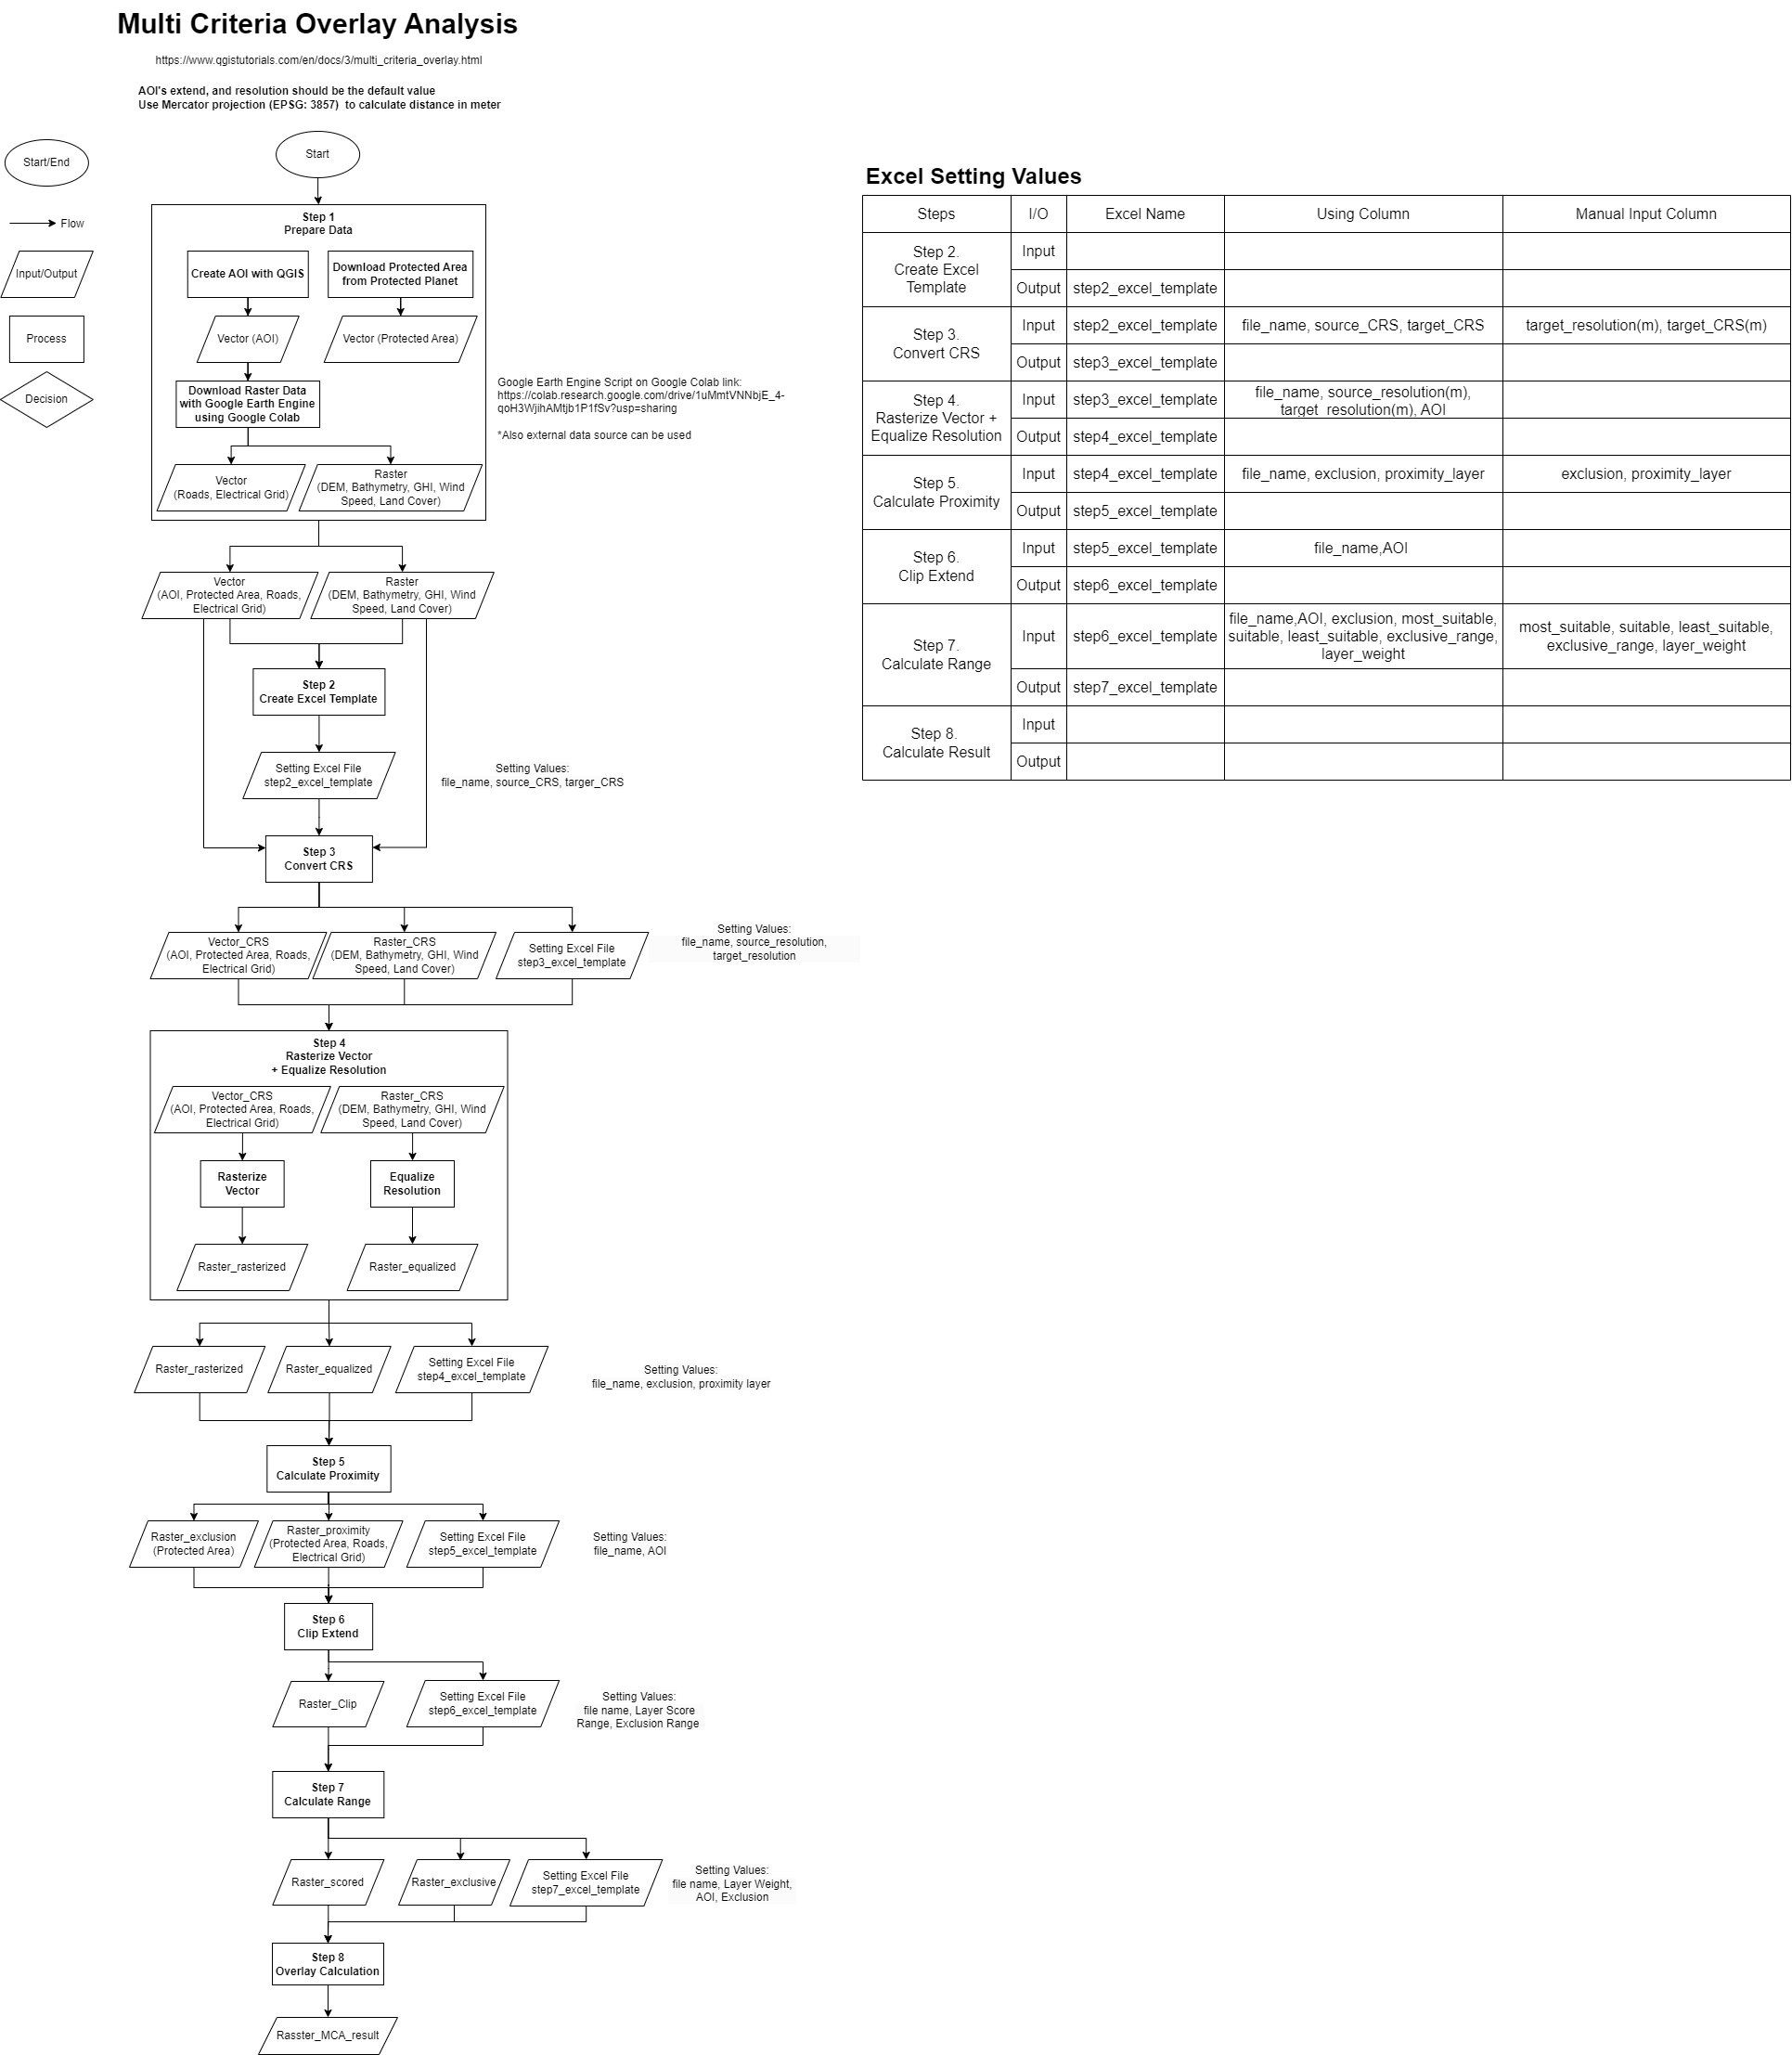 Multi Criteria Overlay Analysis
https://www.qgistutorials.com/en/docs/3/multi_criteria_overlay.html
AOI's extend, and resolution should be the default value
Use Mercator projection (EPSG: 3857)  to calculate distance in meter
Start/End
Flow
Input/Output
Process
Decision
Start
Step 1
Prepare Data
Create AOI with QGIS
Download Protected Area
from Protected Planet
Vector (AOI)
Vector (Protected Area)
Download Raster Data
with Google Earth Engine
using Google Colab
Google Earth Engine Script on Google Colab link:
https://colab.research.google.com/drive/1uMmtVNNbjE_4-
qoH3WjihAMtjb1P1fSv?usp=sharing
*Also external data source can be used
Vector
(Roads, Electrical Grid)
Raster
(DEM, Bathymetry, GHI, Wind
Speed, Land Cover)
Vector
(AOI, Protected Area, Roads,
Electrical Grid)
Raster
(DEM, Bathymetry, GHI, Wind
Speed, Land Cover)
Step 2
Create Excel Template
Setting Excel File
step2_excel_template
Setting Values:
file_name, source_CRS, targer_CRS
Step 3
Convert CRS
Vector_CRS
(AOI, Protected Area, Roads,
Electrical Grid)
Raster_CRS
(DEM, Bathymetry, GHI, Wind
Speed, Land Cover)
Setting Excel File
step3_excel_template
Setting Values:
file_name, source_resolution,
target_resolution
Step 4
Rasterize Vector
+ Equalize Resolution
Vector_CRS
(AOI, Protected Area, Roads,
Electrical Grid)
Raster_CRS
(DEM, Bathymetry, GHI, Wind
Speed, Land Cover)
Rasterize
Vector
Equalize
Resolution
Raster_rasterized
Raster_equalized
Raster_rasterized
Raster_equalized
Setting Excel File
step4_excel_template
Setting Values:
file_name, exclusion, proximity layer
Step 5
Calculate Proximity
Raster_exclusion
(Protected Area)
Raster_proximity
(Protected Area, Roads,
Electrical Grid)
Setting Excel File
step5_excel_template
Setting Values:
file_name, AOI
Step 6
Clip Extend
Raster_Clip
Setting Excel File
step6_excel_template
Setting Values:
file name, Layer Score
Range, Exclusion Range
Step 7
Calculate Range
Raster_scored
Raster_exclusive
Setting Excel File
step7_excel_template
Setting Values:
file name, Layer Weight,
AOI, Exclusion
Step 8
Overlay Calculation
Rasster_MCA_result
Excel Setting Values
Steps I/O Excel Name Using Column Manual Input Column
Step 2.
Create Excel
Template
Input
Output step2_excel_template
Step 3.
Convert CRS
Input step2_excel_template file_name, source_CRS, target_CRS target_resolution(m), target_CRS(m)
Output step3_excel_template
Step 4.
Rasterize Vector +
Equalize Resolution
Input step3_excel_template file_name, source_resolution(m),
target_resolution(m), AOI
Output step4_excel_template
Step 5.
Calculate Proximity
Input step4_excel_template file_name, exclusion, proximity_layer exclusion, proximity_layer
Output step5_excel_template
Step 6.
Clip Extend
Input step5_excel_template file_name,AOI
Output step6_excel_template
Step 7.
Calculate Range
Input step6_excel_template file_name,AOI, exclusion, most_suitable,
suitable, least_suitable, exclusive_range,
layer_weight
most_suitable, suitable, least_suitable,
exclusive_range, layer_weight
Output step7_excel_template
Step 8.
Calculate Result
Input
Output